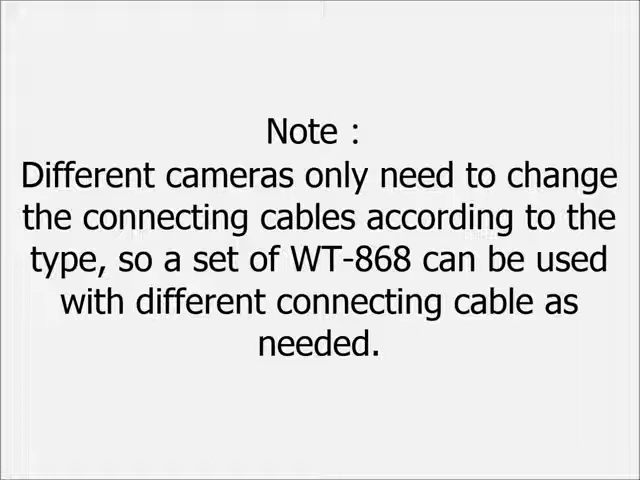 Note :
Different cameras only need to change
the connecting cables according to the
type, so a set of WT-868 can be used
with different connecting cable as
needed.